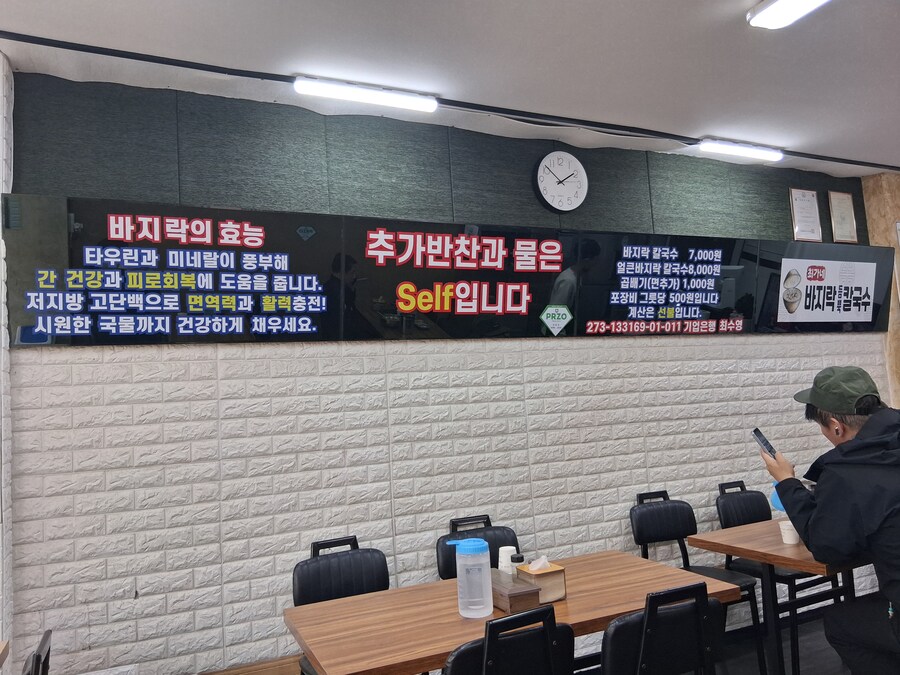 바지락의 효능
타우린과 미네랄이 풍부해
간 건강과 피로회복에 도움을 줍니다.
저지방 고단백으로 면역력과 활력충전!
시원한 국물까지 건강하게 채우세요.
추가반찬과 물은
Self입니다
PRZO
바지락 칼국수 7,000원
얼큰바지락 칼국수8,000원
곱배기(면추가) 1,000원
포장비 그릇당 500원입니다
계산은 선불입니다.
273-133169-01-011 기업은행 최수영
최가네
바지락 칼국수